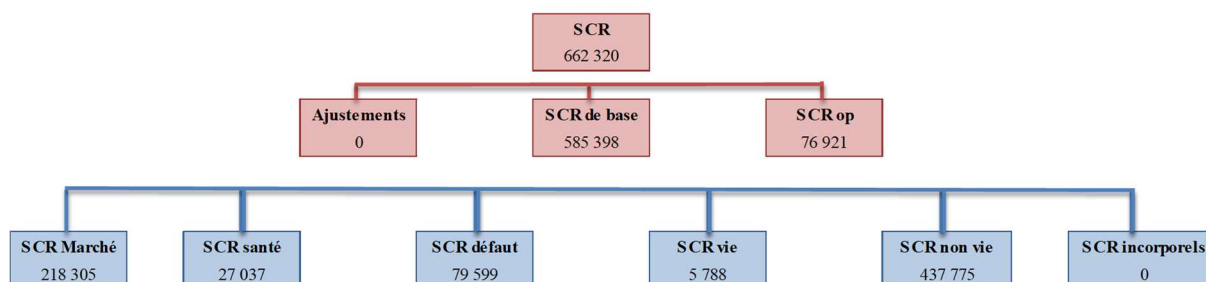 SCR
662 320
Ajustements
0
SCR de base
585 398
SCR op
76 921
SCR Marché
218 305
SCR santé
27 037
SCR défaut
79 599
SCR vie
5 788
SCR non vie
437 775
SCR incorporels
0